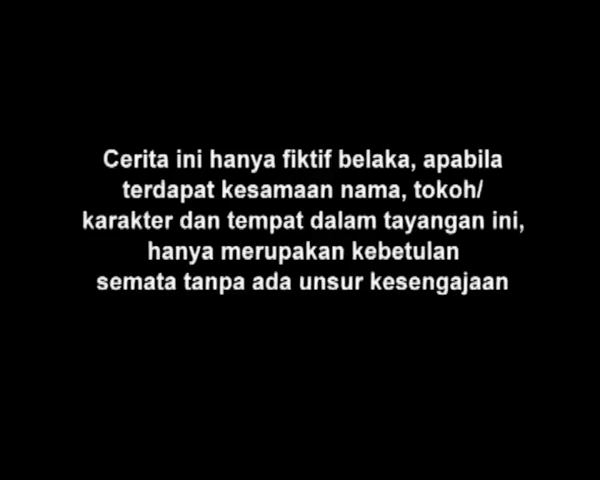 Cerita ini hanya fiktif belaka, apabila
terdapat kesamaan nama, tokoh/
karakter dan tempat dalam tayangan ini,
hanya merupakan kebetulan
semata tanpa ada unsur kesengajaan